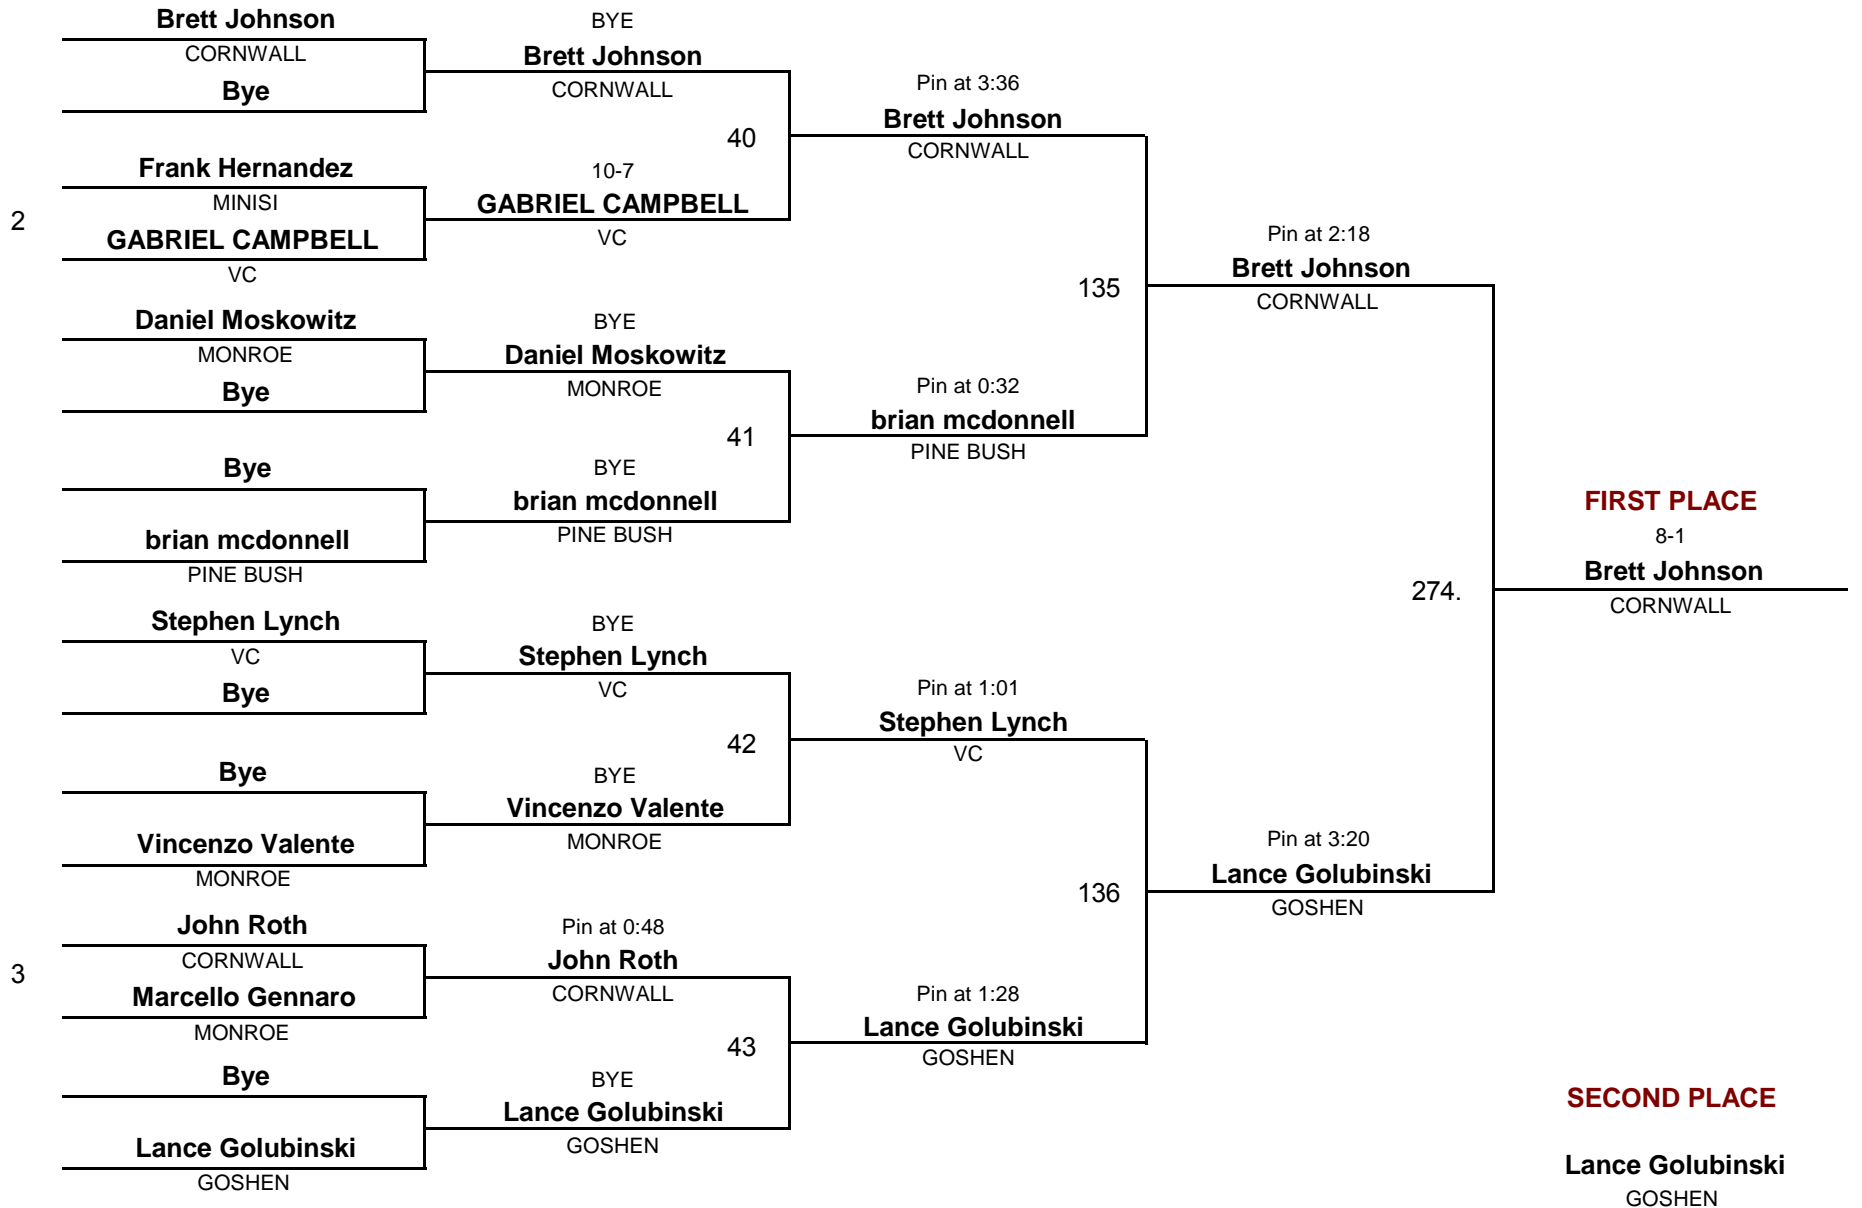 Brett Johnson
CORNWALL
Bye
2
Frank Hernandez
MINISI
GABRIEL CAMPBELL
VC
Daniel Moskowitz
MONROE
Bye
Bye
brian mcdonnell
PINE BUSH
Stephen Lynch
VC
Bye
Bye
Vincenzo Valente
MONROE
3
John Roth
CORNWALL
Marcello Gennaro
MONROE
Bye
Lance Golubinski
GOSHEN
BYE
Brett Johnson
CORNWALL
40
10-7
GABRIEL CAMPBELL
VC
BYE
Daniel Moskowitz
MONROE
41
BYE
brian mcdonnell
PINE BUSH
BYE
Stephen Lynch
VC
42
BYE
Vincenzo Valente
MONROE
Pin at 0:48
John Roth
CORNWALL
43
BYE
Lance Golubinski
GOSHEN
Pin at 3:36
Brett Johnson
CORNWALL
135
Pin at 0:32
brian mcdonnell
PINE BUSH
Pin at 1:01
Stephen Lynch
VC
136
Pin at 1:28
Lance Golubinski
GOSHEN
Pin at 2:18
Brett Johnson
CORNWALL
274.
Pin at 3:20
Lance Golubinski
GOSHEN
FIRST PLACE
8-1
Brett Johnson
CORNWALL
SECOND PLACE
Lance Golubinski
GOSHEN